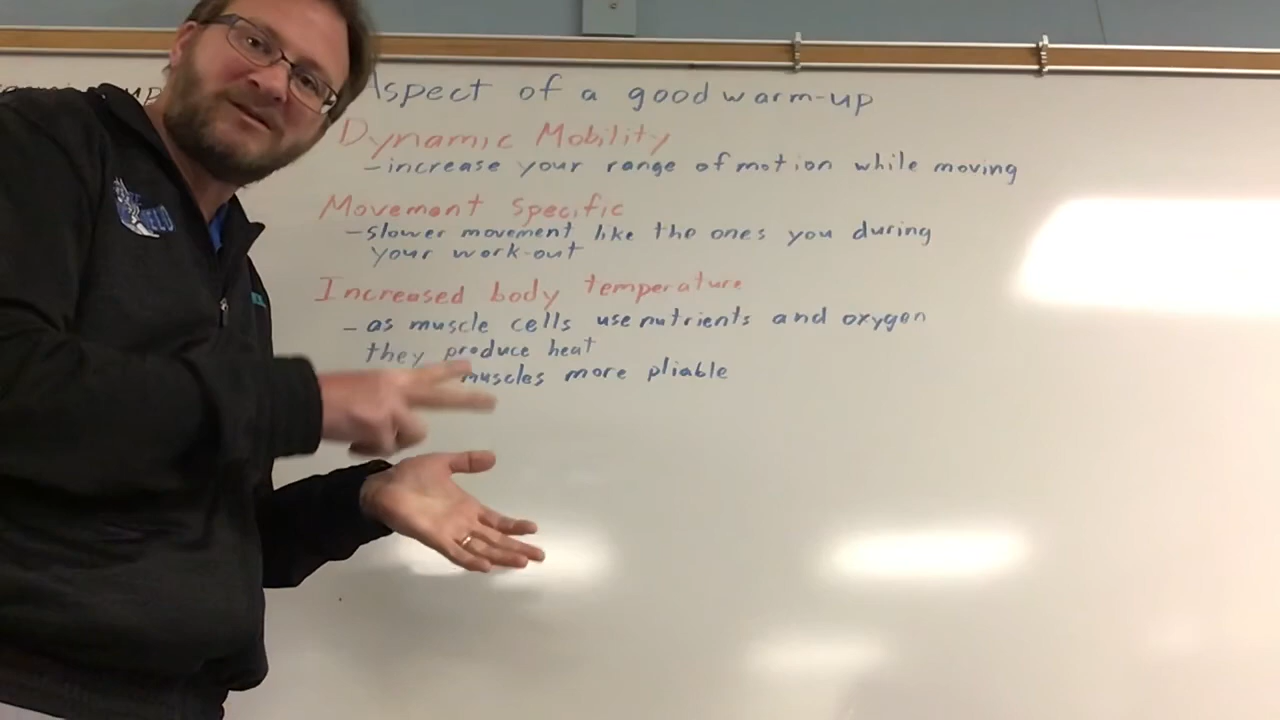 Aspect of a good warm-up
Dynamic Mobility
-increase your range of motion while moving
Movement Specific
-slower movement like the ones you during
your work-out
Increased body temperature
- as muscle cells use nutrients and oxygen
they produce heat
muscles more pliable